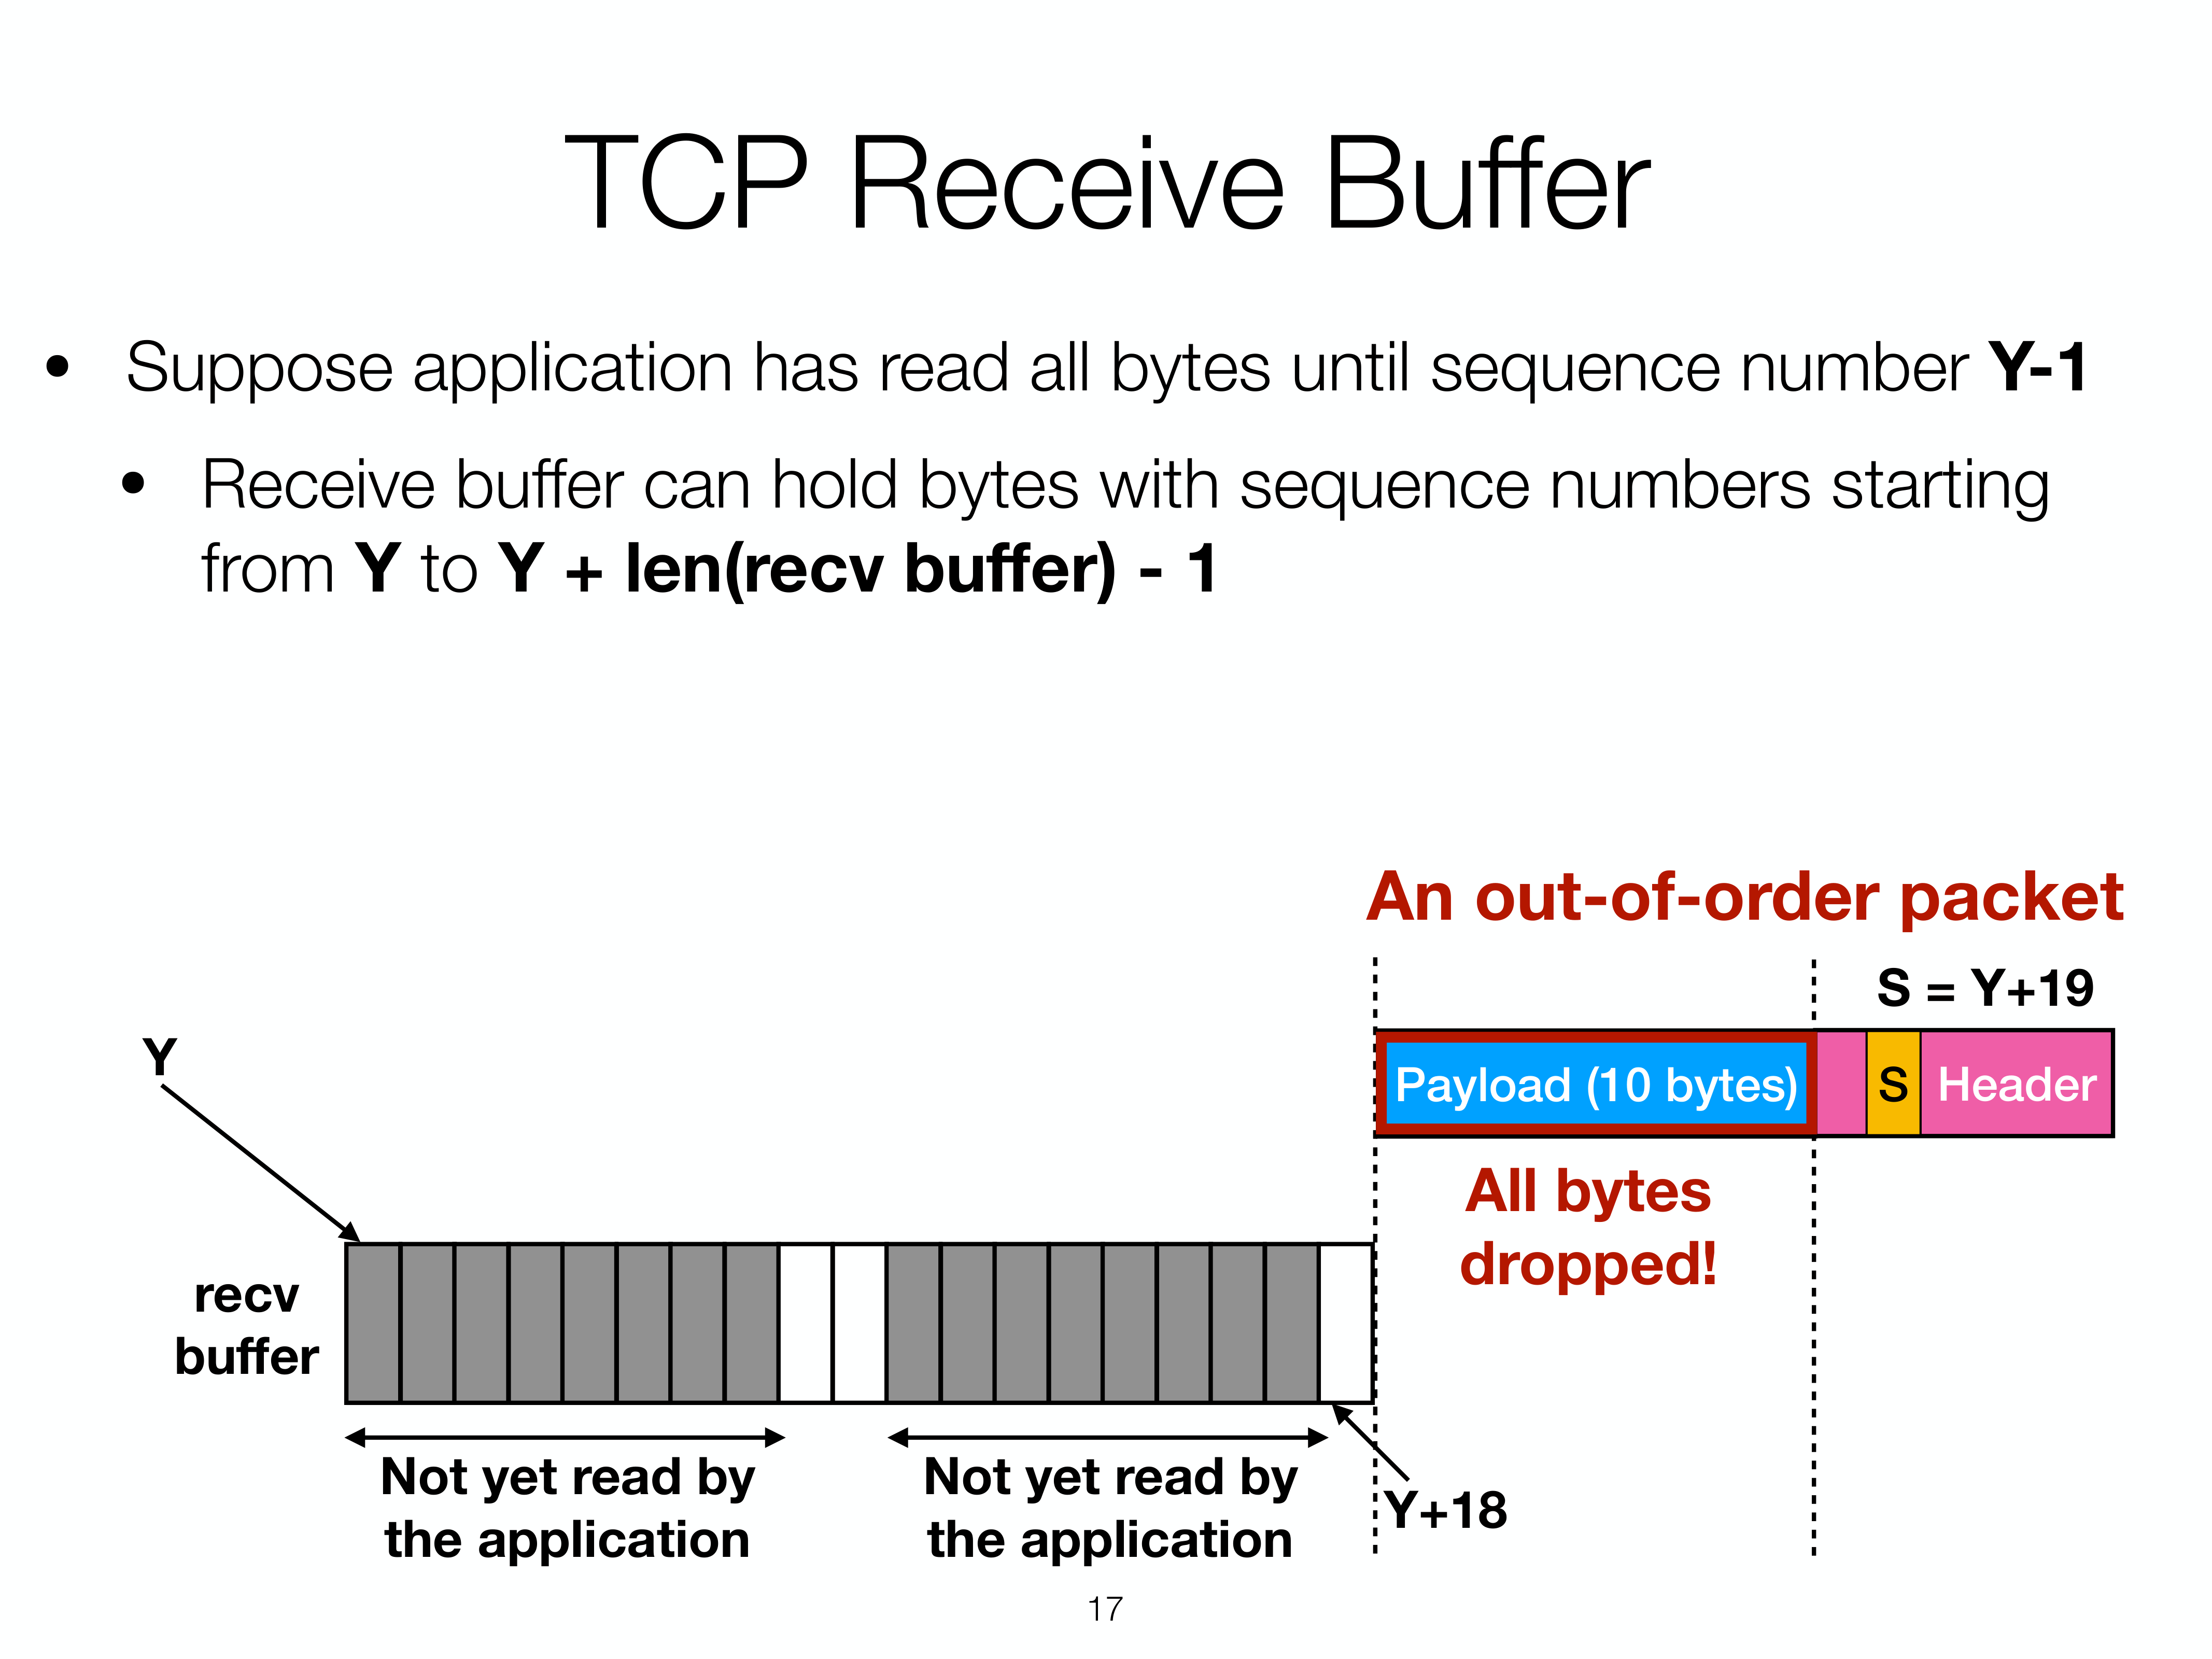 TCP Receive Buffer
• Suppose application has read all bytes until sequence number Y-1
• Receive buffer can hold bytes with sequence numbers starting
from Y to Y + len(recv buffer) - 1
An out-of-order packet
S = Y+19
Y
Payload (10 bytes) S Header
All bytes
dropped!
recv
buffer
Not yet read by
the application
Not yet read by
the application
Y+18
17